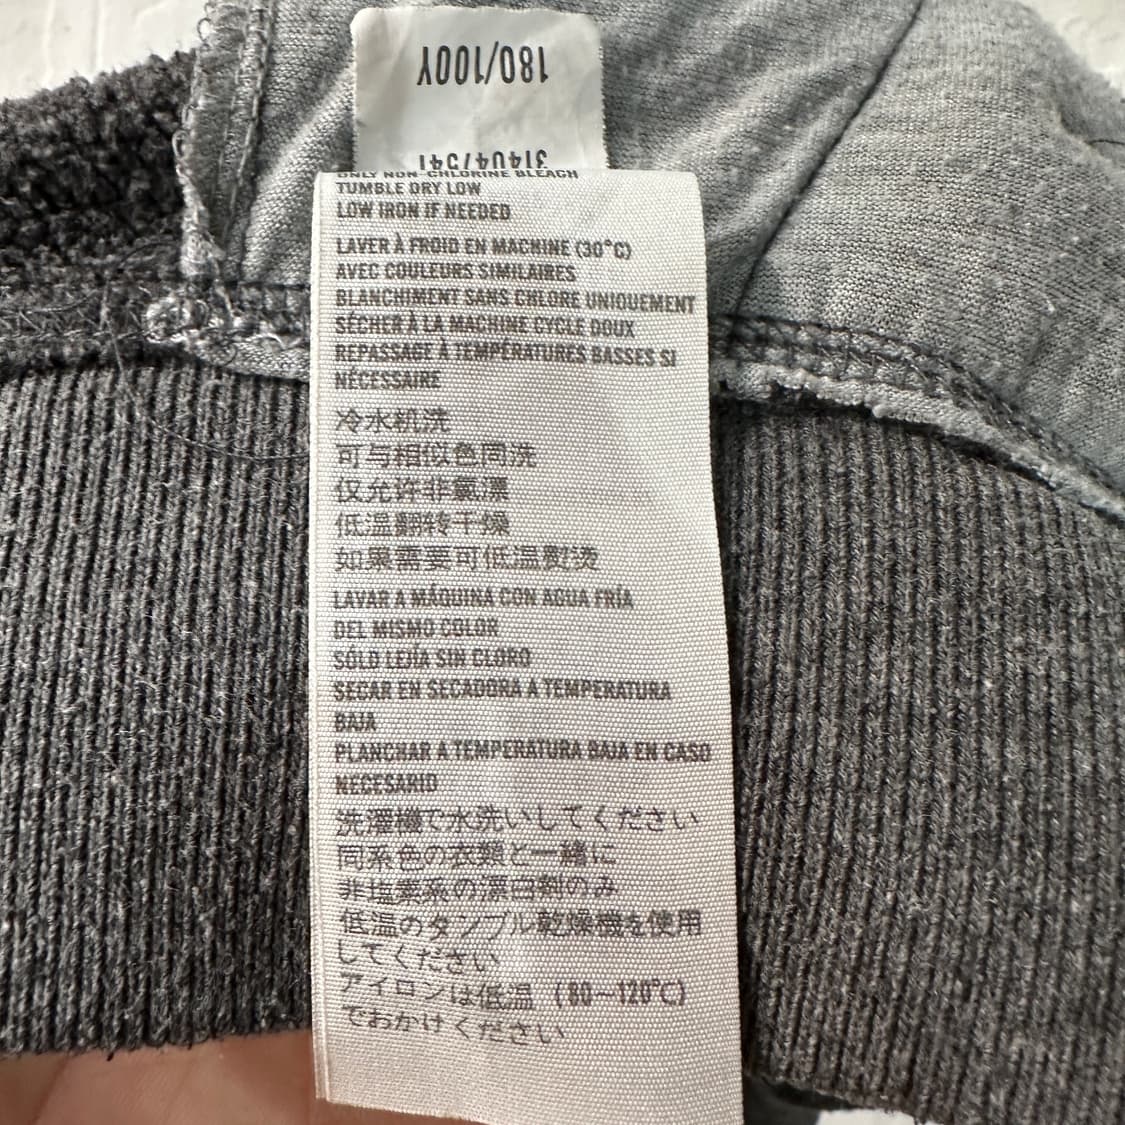 180/100Y
314047541
ONLY NON-CHLORINE BLEACH
TUMBLE DRY LOW
LOW IRON IF NEEDED
LAVER À FROID EN MACHINE (30°C)
AVEC COULEURS SIMILAIRES
BLANCHIMENT SANS CHLORE UNIQUEMENT
SÉCHER À LA MACHINE CYCLE DOUX
REPASSAGE À TEMPÉRATURES BASSES SI
NÉCESSAIRE
冷水机洗
可与相似色同洗
仅允许非氯漂
低温翻转干燥
如果需要可低温熨烫
LAVAR A MÁQUINA CON AGUA FRÍA
DEL MISMO COLOR
SÓLO LEJÍA SIN CLORO
SECAR EN SECADORA A TEMPERATURA
BAJA
PLANCHAR A TEMPERATURA BAJA EN CASO
NECESARIO
洗濯機で水洗いしてください
同系色の衣類と一緒に
非塩素系の漂白剤のみ
低温のタンブル乾燥機を使用
してください
アイロンは低温 (80～120℃)
でおかけください